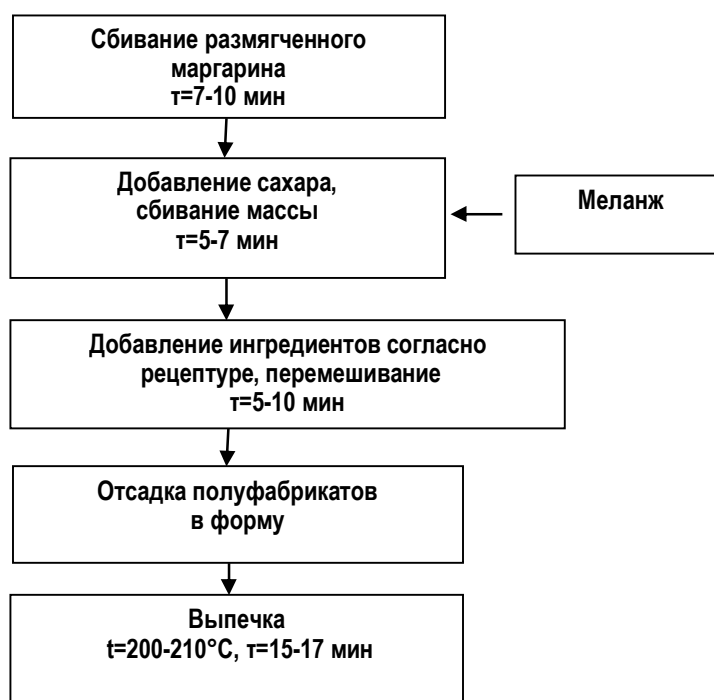 Сбивание размягченного
маргарина
τ=7-10 мин
Добавление сахара,
сбивание массы
τ=5-7 мин
Меланж
Добавление ингредиентов согласно
рецептуре, перемешивание
τ=5-10 мин
Отсадка полуфабрикатов
в форму
Выпечка
t=200-210°С, τ=15-17 мин